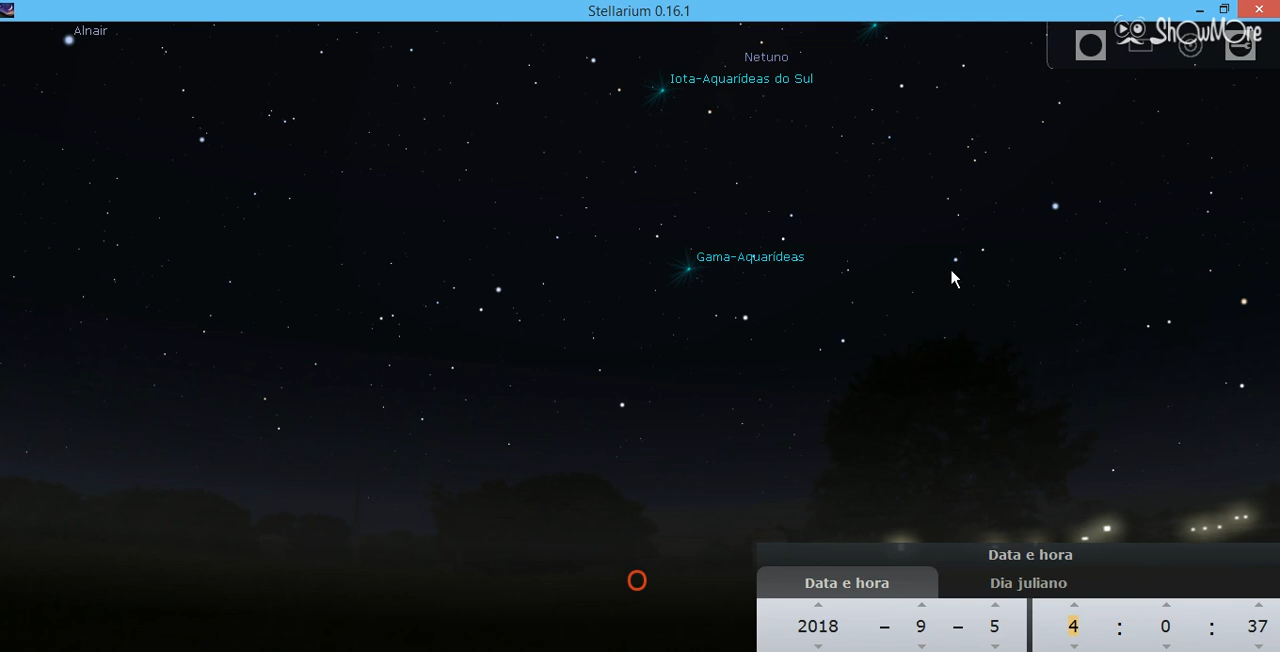 Stellarium 0.16.1
Alnair
ShowMore
Netuno
Iota-Aquarídeas do Sul
Gama-Aquarídeas
O
Data e hora
Data e hora
Dia juliano
2018 - 9 - 5 4 : 0 : 37